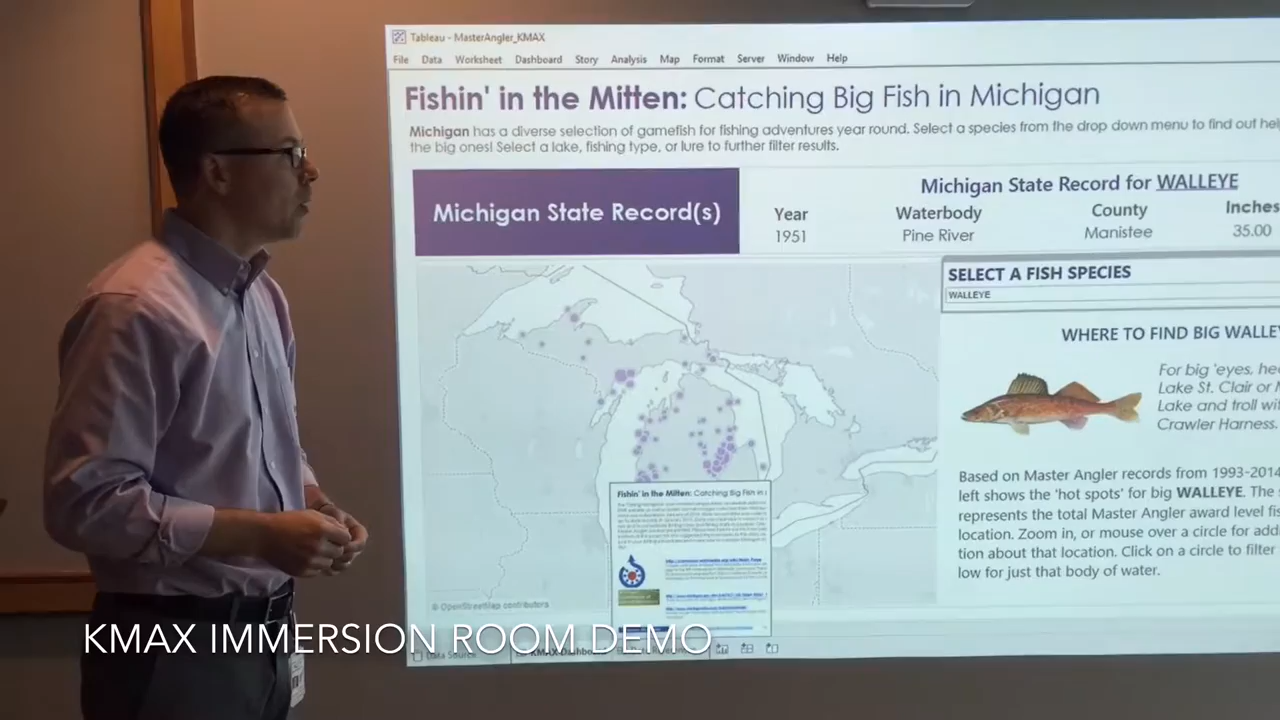 Tableau - MasterAngler_KMAX
File Data Worksheet Dashboard Story Analysis Map Format Server Window Help
Fishin' in the Mitten: Catching Big Fish in Michigan
Michigan has a diverse selection of gamefish for fishing adventures year round. Select a species from the drop down menu to find out hel
the big ones! Select a lake, fishing type, or lure to further filter results.
Michigan State Record(s)
Michigan State Record for WALLEYE
Year Waterbody County Inches
1951 Pine River Manistee 35.00
SELECT A FISH SPECIES
WALLEYE
WHERE TO FIND BIG WALLEY
For big 'eyes, hea
Lake St. Clair or
Lake and troll wit
Crawler Harness.
Based on Master Angler records from 1993-2014
left shows the 'hot spots' for big WALLEYE. The
represents the total Master Angler award level fis
location. Zoom in, or mouse over a circle for add
tion about that location. Click on a circle to filter
low for just that body of water.
Fishin' in the Mitten: Catching Big Fish in
© OpenStreetMap contributors
KMAX IMMERSION ROOM DEMO
Data Source KMAX-Dashbo